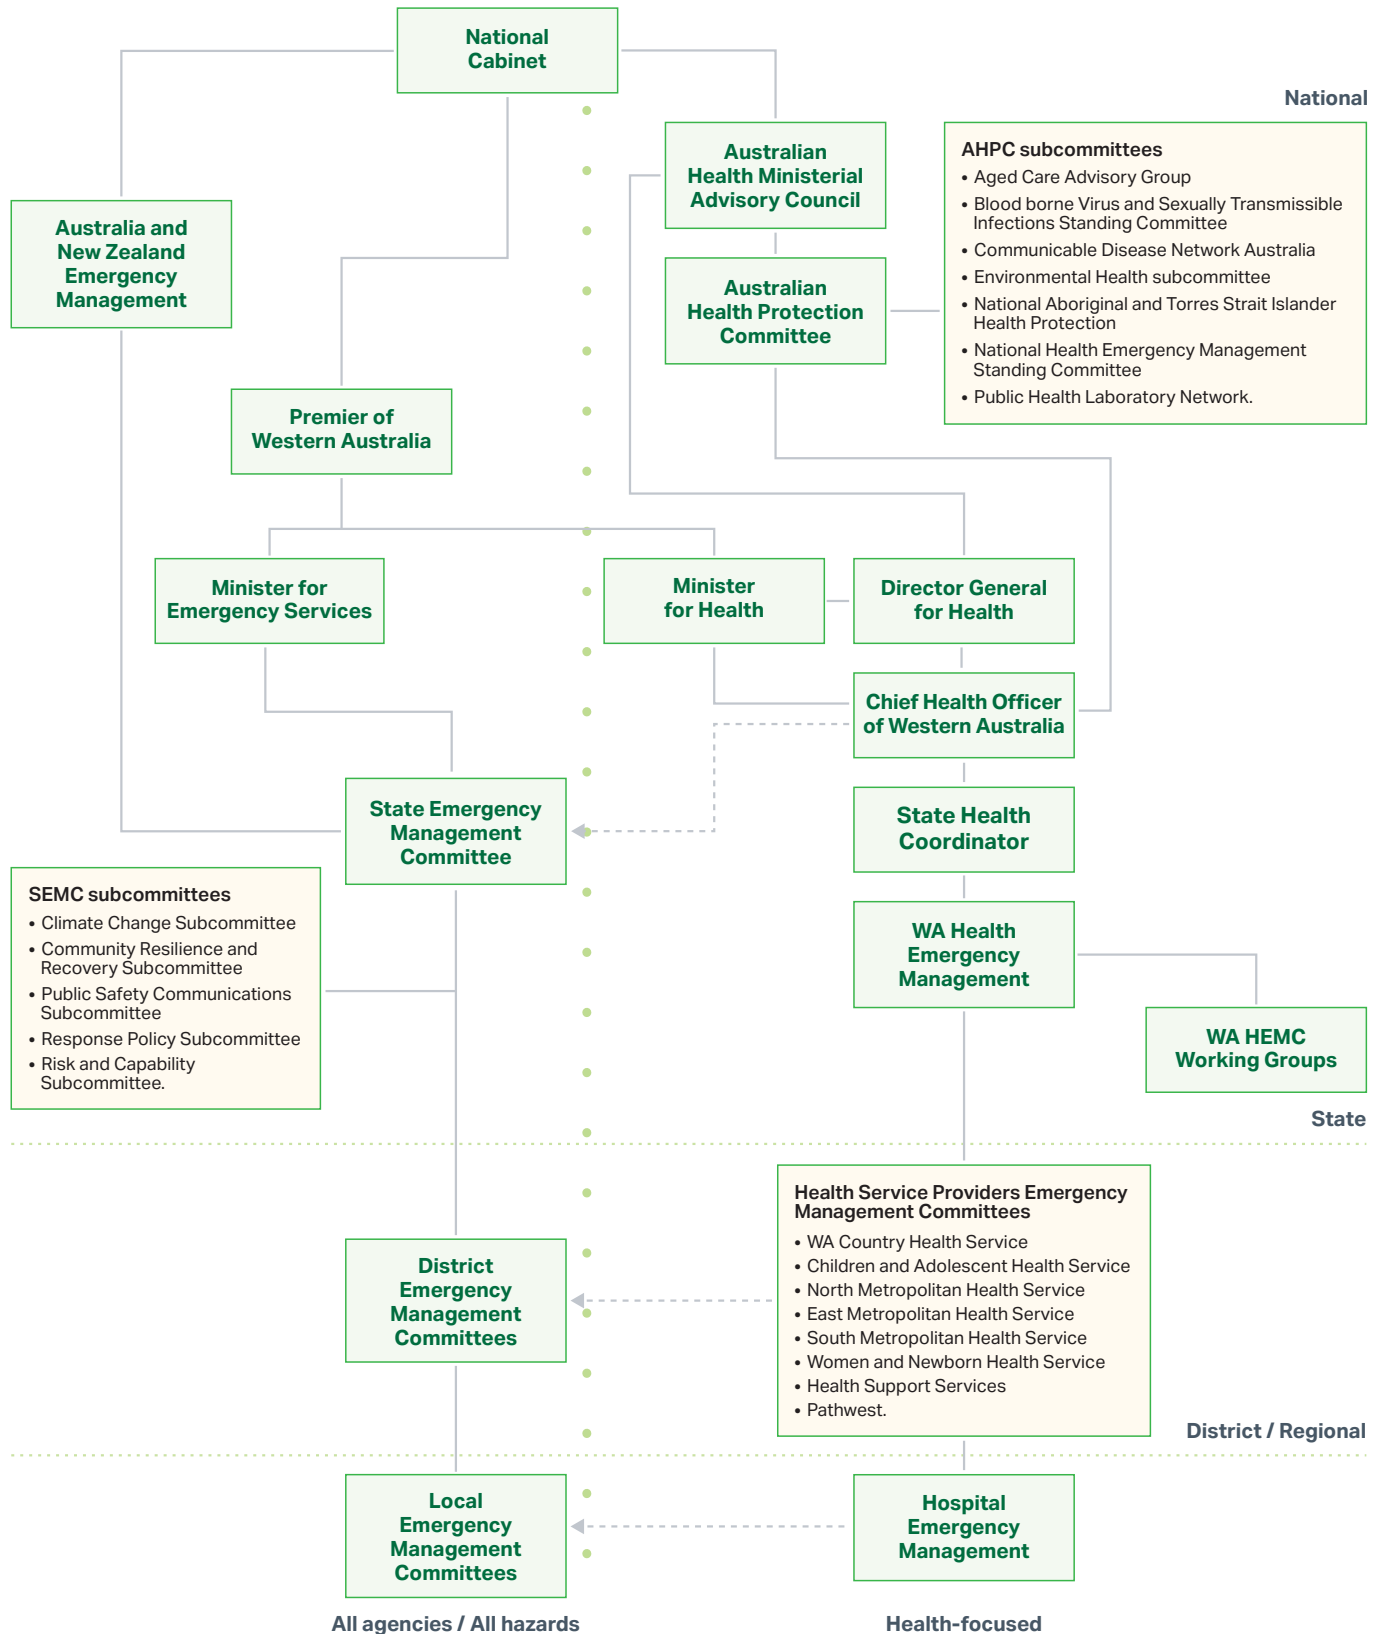 National
Cabinet
National
Australian
Health Ministerial
Advisory Council
AHPC subcommittees
• Aged Care Advisory Group
• Blood borne Virus and Sexually Transmissible
Infections Standing Committee
• Communicable Disease Network Australia
• Environmental Health subcommittee
• National Aboriginal and Torres Strait Islander
Health Protection
• National Health Emergency Management
Standing Committee
• Public Health Laboratory Network.
Australia and
New Zealand
Emergency
Management
Australian
Health Protection
Committee
Premier of
Western Australia
Minister for
Emergency Services
Minister
for Health
Director General
for Health
Chief Health Officer
of Western Australia
State Emergency
Management
Committee
State Health
Coordinator
SEMC subcommittees
• Climate Change Subcommittee
• Community Resilience and
Recovery Subcommittee
• Public Safety Communications
Subcommittee
• Response Policy Subcommittee
• Risk and Capability
Subcommittee.
WA Health
Emergency
Management
WA HEMC
Working Groups
State
Health Service Providers Emergency
Management Committees
• WA Country Health Service
• Children and Adolescent Health Service
• North Metropolitan Health Service
• East Metropolitan Health Service
• South Metropolitan Health Service
• Women and Newborn Health Service
• Health Support Services
• Pathwest.
District
Emergency
Management
Committees
District / Regional
Local
Emergency
Management
Committees
Hospital
Emergency
Management
All agencies / All hazards
Health-focused